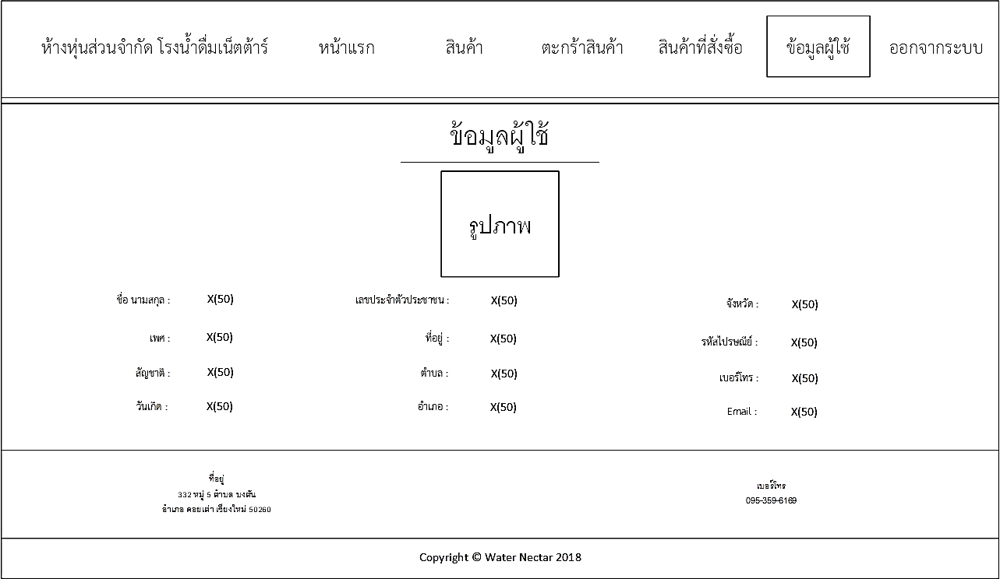 ห้างหุ่นส่วนจำกัด โรงน้ำดื่มเน็ตต้าร์ หน้าแรก สินค้า ตะกร้าสินค้า สินค้าที่สั่งซื้อ ข้อมูลผู้ใช้ ออกจากระบบ
ข้อมูลผู้ใช้
รูปภาพ
ชื่อ นามสกุล : X(50) เลขประจำตัวประชาชน : X(50) จังหวัด : X(50)
เพศ : X(50) ที่อยู่ : X(50) รหัสไปรษณีย์ : X(50)
สัญชาติ : X(50) ตำบล : X(50) เบอร์โทร : X(50)
วันเกิด : X(50) อำเภอ : X(50) Email : X(50)
ที่อยู่
332 หมู่ 5 ตำบล บงตัน
อำเภอ ดอยเต่า เชียงใหม่ 50260
เบอร์โทร
095-359-6169
Copyright © Water Nectar 2018